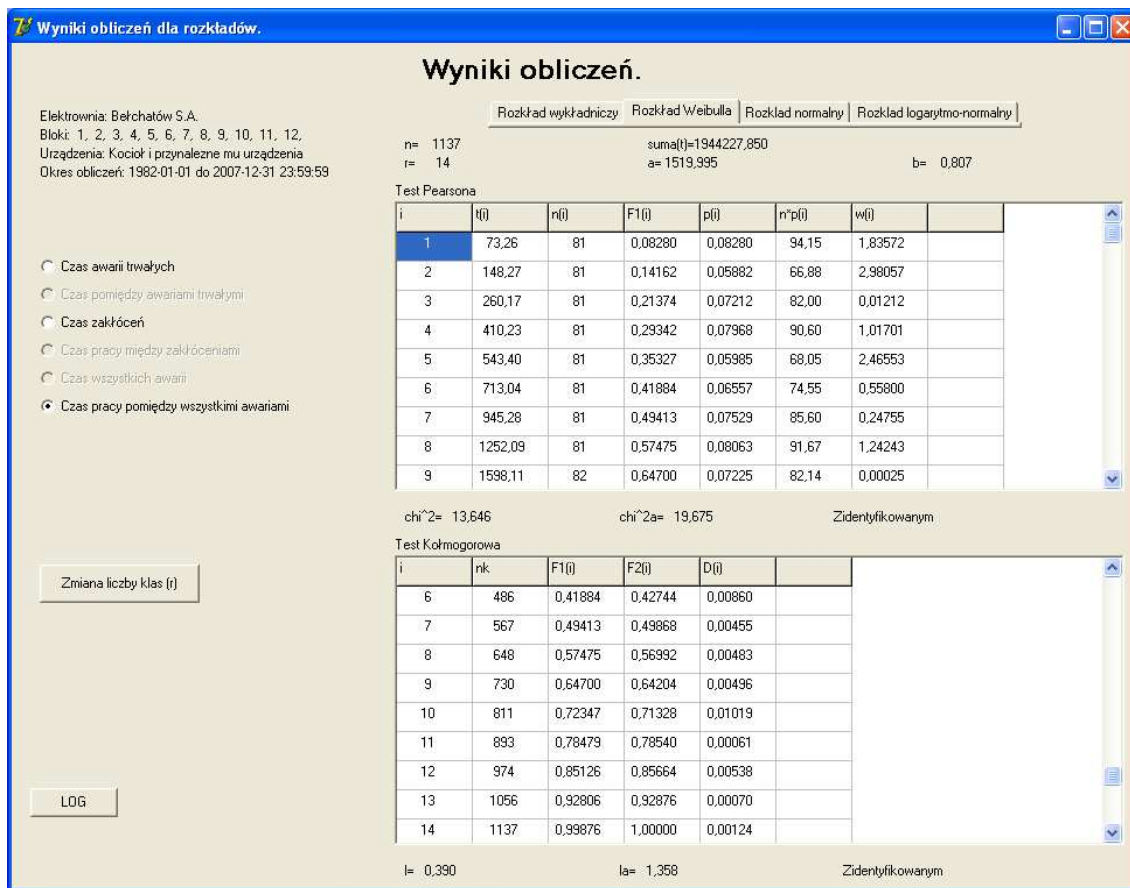 Wyniki obliczeń dla rozkładów.
Wyniki obliczeń.
Elektrownia: Bełchatów S.A.
Bloki: 1, 2, 3, 4, 5, 6, 7, 8, 9, 10, 11, 12,
Urządzenia: Kocioł i przynalezne mu urządzenia
Okres obliczeń: 1982-01-01 do 2007-12-31 23:59:59
Rozkład wykładniczy Rozkład Weibulla Rozklad normalny Rozklad logarytmo-normalny
n= 1137 suma(t)=1944227,850
r= 14 a= 1519,995 b= 0,807
Test Pearsona
i t(i) n(i) F1(i) p(i) n*p(i) w(i)
1 73,26 81 0,08280 0,08280 94,15 1,83572
2 148,27 81 0,14162 0,05882 66,88 2,98057
3 260,17 81 0,21374 0,07212 82,00 0,01212
4 410,23 81 0,29342 0,07968 90,60 1,01701
5 543,40 81 0,35327 0,05985 68,05 2,46553
6 713,04 81 0,41884 0,06557 74,55 0,55800
7 945,28 81 0,49413 0,07529 85,60 0,24755
8 1252,09 81 0,57475 0,08063 91,67 1,24243
9 1598,11 82 0,64700 0,07225 82,14 0,00025
Czas awarii trwałych
Czas pomiędzy awariami trwałymi
Czas zakłóceń
Czas pracy między zakłóceniami
Czas wszystkich awarii
Czas pracy pomiędzy wszystkimi awariami
chi^2= 13,646 chi^2a= 19,675 Zidentyfikowanym
Test Kołmogorowa
i nk F1(i) F2(i) D(i)
6 486 0,41884 0,42744 0,00860
7 567 0,49413 0,49868 0,00455
8 648 0,57475 0,56992 0,00483
9 730 0,64700 0,64204 0,00496
10 811 0,72347 0,71328 0,01019
11 893 0,78479 0,78540 0,00061
12 974 0,85126 0,85664 0,00538
13 1056 0,92806 0,92876 0,00070
14 1137 0,99876 1,00000 0,00124
Zmiana liczby klas (r)
LOG
l= 0,390 la= 1,358 Zidentyfikowanym